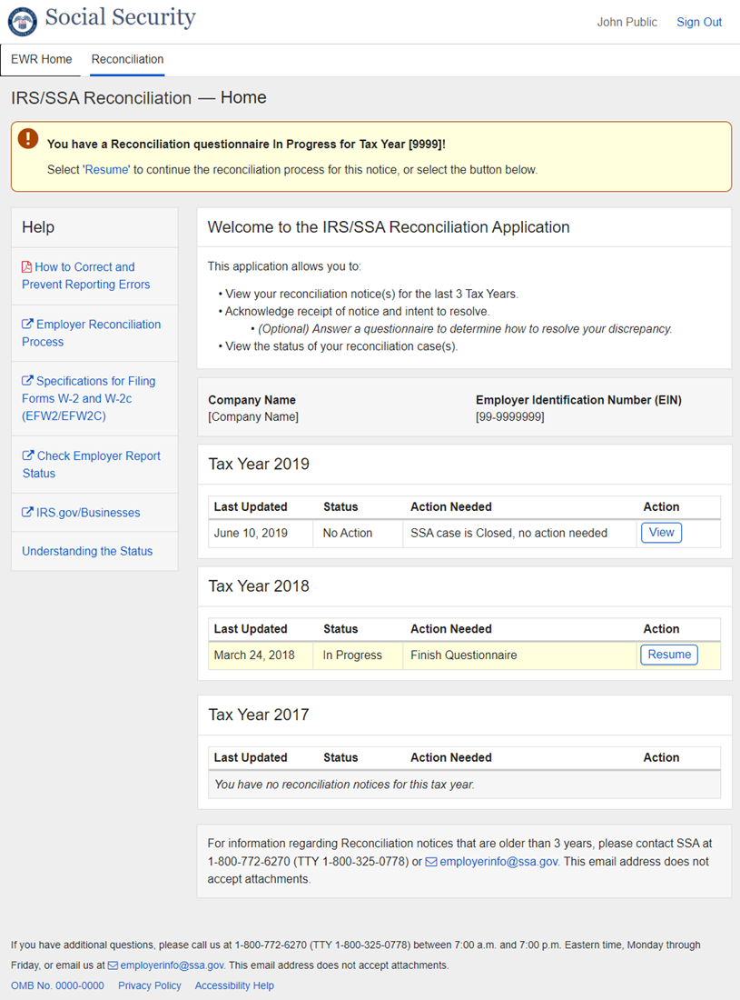 Social Security
John Public
Sign Out
EWR Home
Reconciliation
IRS/SSA Reconciliation — Home
You have a Reconciliation questionnaire In Progress for Tax Year [9999]!
Select 'Resume' to continue the reconciliation process for this notice, or select the button below.
Help
How to Correct and
Prevent Reporting Errors
Employer Reconciliation
Process
Specifications for Filing
Forms W-2 and W-2c
(EFW2/EFW2C)
Check Employer Report
Status
IRS.gov/Businesses
Understanding the Status
Welcome to the IRS/SSA Reconciliation Application
This application allows you to:
• View your reconciliation notice(s) for the last 3 Tax Years.
• Acknowledge receipt of notice and intent to resolve.
• (Optional) Answer a questionnaire to determine how to resolve your discrepancy.
• View the status of your reconciliation case(s).
Company Name
[Company Name]
Employer Identification Number (EIN)
[99-9999999]
Tax Year 2019
Last Updated Status Action Needed Action
June 10, 2019 No Action SSA case is Closed, no action needed View
Tax Year 2018
Last Updated Status Action Needed Action
March 24, 2018 In Progress Finish Questionnaire Resume
Tax Year 2017
Last Updated Status Action Needed Action
You have no reconciliation notices for this tax year.
For information regarding Reconciliation notices that are older than 3 years, please contact SSA at
1-800-772-6270 (TTY 1-800-325-0778) or employerinfo@ssa.gov. This email address does not
accept attachments.
If you have additional questions, please call us at 1-800-772-6270 (TTY 1-800-325-0778) between 7:00 a.m. and 7:00 p.m. Eastern time, Monday through
Friday, or email us at employerinfo@ssa.gov. This email address does not accept attachments.
OMB No. 0000-0000 Privacy Policy Accessibility Help